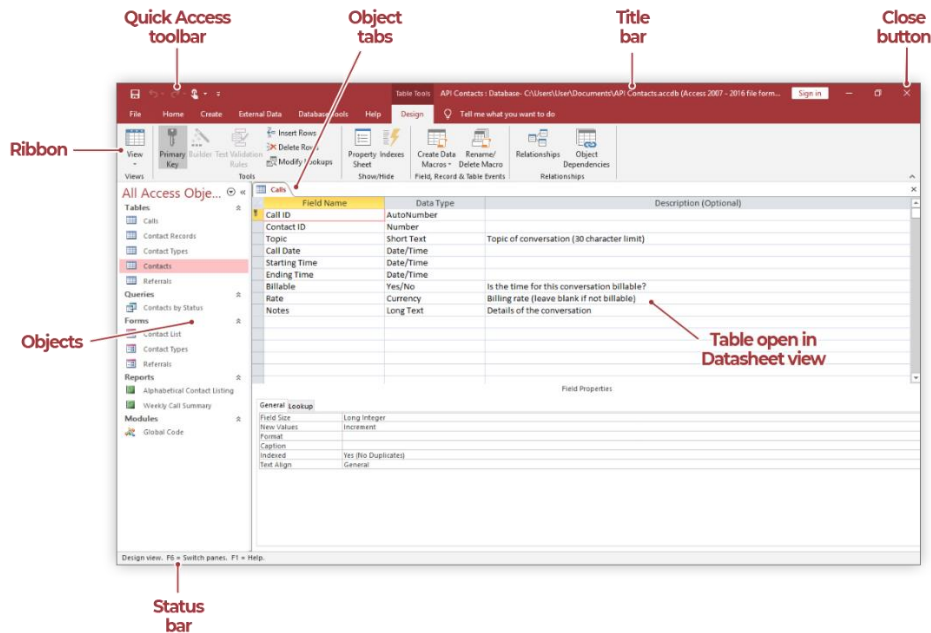 Quick Access
toolbar
Object
tabs
Title
bar
Close
button
Table Tools API Contacts : Database- C:\Users\User\Documents\API Contacts.accdb (Access 2007 - 2016 file form... Sign in
File Home Create External Data Database Tools Help Design Tell me what you want to do
Ribbon
View
Primary
Key
Builder
Test Validation
Rules
Insert Rows
Delete Rows
Modify Lookups
Property
Sheet
Indexes
Create Data
Macros
Rename/
Delete Macro
Relationships
Object
Dependencies
Views Tools Show/Hide Field, Record & Table Events Relationships
All Access Obje...
Tables
Calls
Contact Records
Contact Types
Contacts
Referrals
Queries
Contacts by Status
Forms
Contact List
Contact Types
Referrals
Reports
Alphabetical Contact Listing
Weekly Call Summary
Modules
Global Code
Objects
Calls
Field Name Data Type Description (Optional)
Call ID AutoNumber
Contact ID Number
Topic Short Text Topic of conversation (30 character limit)
Call Date Date/Time
Starting Time Date/Time
Ending Time Date/Time
Billable Yes/No Is the time for this conversation billable?
Rate Currency Billing rate (leave blank if not billable)
Notes Long Text Details of the conversation
Table open in
Datasheet view
Field Properties
General Lookup
Field Size Long Integer
New Values Increment
Format
Caption
Indexed Yes (No Duplicates)
Text Align General
Design view. F6 = Switch panes. F1 = Help.
Status
bar